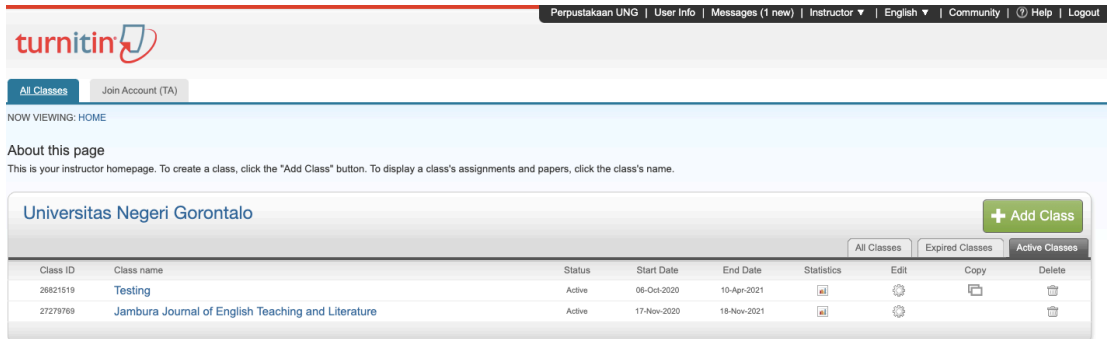 Perpustakaan UNG | User Info | Messages (1 new) | Instructor ▼ | English ▼ | Community | ? Help | Logout
turnitin
All Classes Join Account (TA)
NOW VIEWING: HOME
About this page
This is your instructor homepage. To create a class, click the "Add Class" button. To display a class's assignments and papers, click the class's name.
Universitas Negeri Gorontalo + Add Class
All Classes Expired Classes Active Classes
Class ID Class name Status Start Date End Date Statistics Edit Copy Delete
26821519 Testing Active 06-Oct-2020 10-Apr-2021
27279769 Jambura Journal of English Teaching and Literature Active 17-Nov-2020 18-Nov-2021